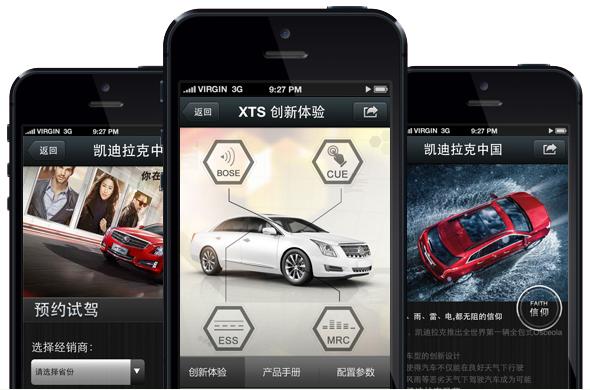 VIRGIN 3G 9:27 PM
返回 凯迪拉克中
你在
预约试驾
选择经销商：
请选择省份
VIRGIN 3G 9:27 PM
返回 XTS 创新体验
BOSE
CUE
ESS
MRC
创新体验 产品手册 配置参数
VIRGIN 3G 9:27 PM
凯迪拉克中国
FAITH
信仰
、雨、雷、电,都无阻的信仰
凯迪拉克推出全世界第一辆全包式Osceola
车型的创新设计
使得汽车不仅能在良好天气下行驶
风雨等恶劣天气下驾驶汽车成为可能